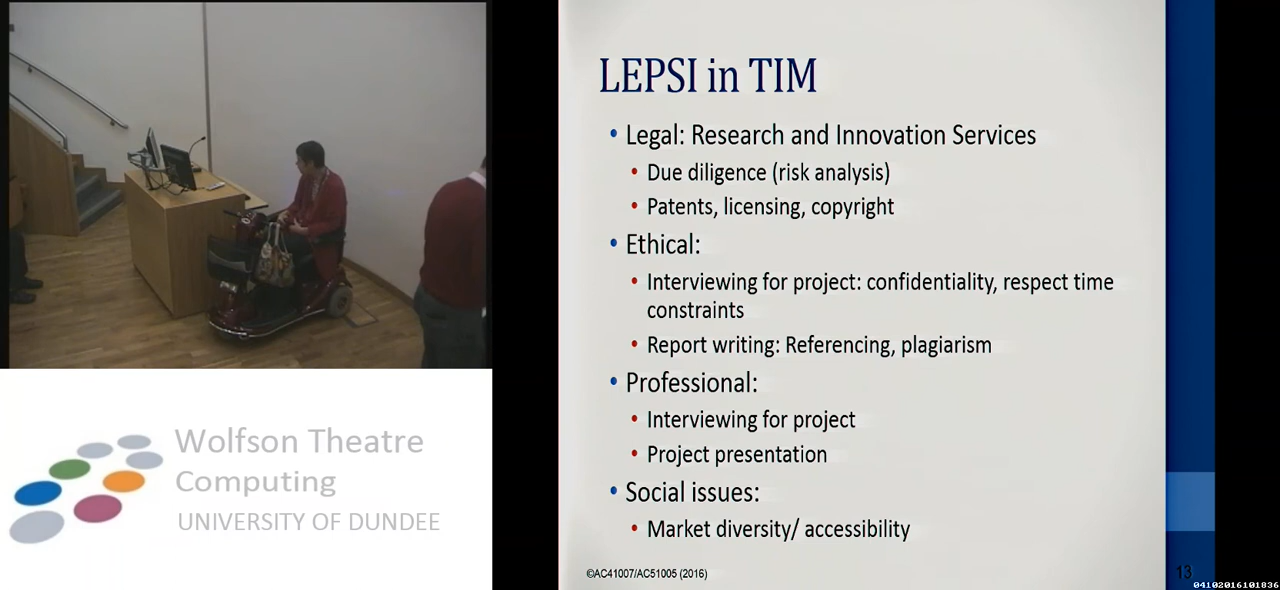 LEPSI in TIM
• Legal: Research and Innovation Services
• Due diligence (risk analysis)
• Patents, licensing, copyright
• Ethical:
• Interviewing for project: confidentiality, respect time
constraints
• Report writing: Referencing, plagiarism
• Professional:
• Interviewing for project
• Project presentation
• Social issues:
• Market diversity/ accessibility
©AC41007/AC51005 (2016)
13
Wolfson Theatre
Computing
UNIVERSITY OF DUNDEE
04102016101836